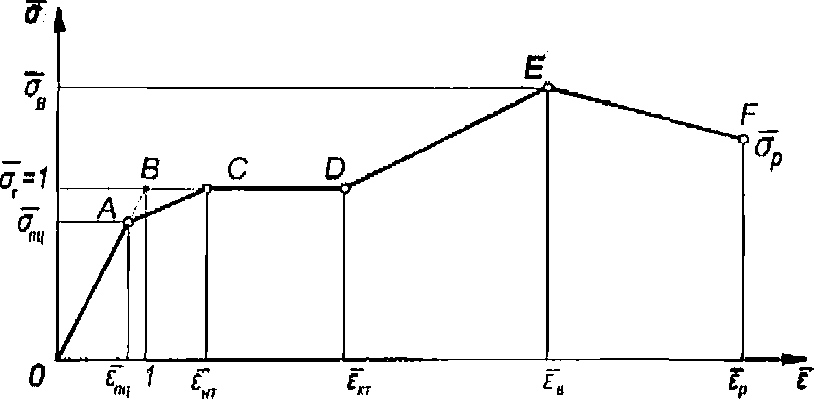 σ̅
E
σ̅в
F
σ̅р
B
C
D
σ̅т=1
A
σ̅пц
0
ε̅пц
1
ε̅нт
ε̅кт
ε̅в
ε̅р
ε̅